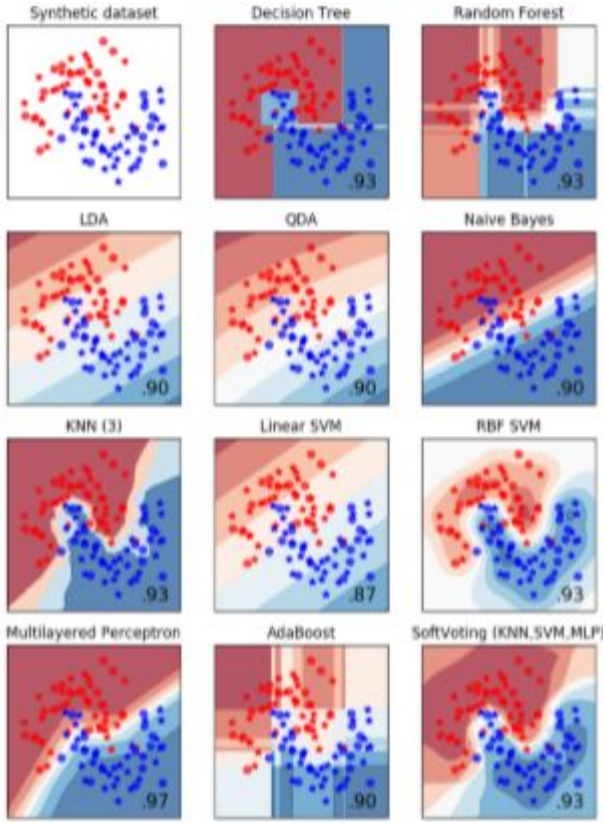 Synthetic dataset
Decision Tree
Random Forest
.93
.93
LDA
QDA
Naive Bayes
.90
.90
.90
KNN (3)
Linear SVM
RBF SVM
.93
.87
.93
Multilayered Perceptron
AdaBoost
SoftVoting (KNN,SVM,MLP)
.97
.90
.93